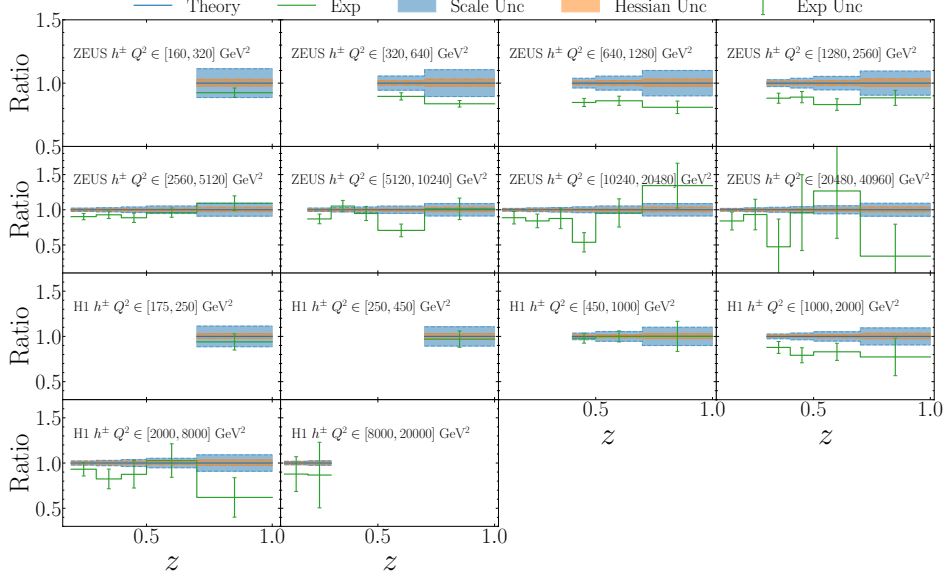 Theory Exp Scale Unc Hessian Unc Exp Unc
1.5
Ratio
1.0
0.5
ZEUS h± Q² ∈ [160, 320] GeV²
ZEUS h± Q² ∈ [320, 640] GeV²
ZEUS h± Q² ∈ [640, 1280] GeV²
ZEUS h± Q² ∈ [1280, 2560] GeV²
Ratio
1.0
0.5
ZEUS h± Q² ∈ [2560, 5120] GeV²
ZEUS h± Q² ∈ [5120, 10240] GeV²
ZEUS h± Q² ∈ [10240, 20480] GeV²
ZEUS h± Q² ∈ [20480, 40960] GeV²
1.5
Ratio
1.0
0.5
H1 h± Q² ∈ [175, 250] GeV²
H1 h± Q² ∈ [250, 450] GeV²
H1 h± Q² ∈ [450, 1000] GeV²
H1 h± Q² ∈ [1000, 2000] GeV²
0.5 1.0 0.5 1.0
z z
1.5
Ratio
1.0
0.5
H1 h± Q² ∈ [2000, 8000] GeV²
H1 h± Q² ∈ [8000, 20000] GeV²
0.5 1.0 0.5 1.0
z z